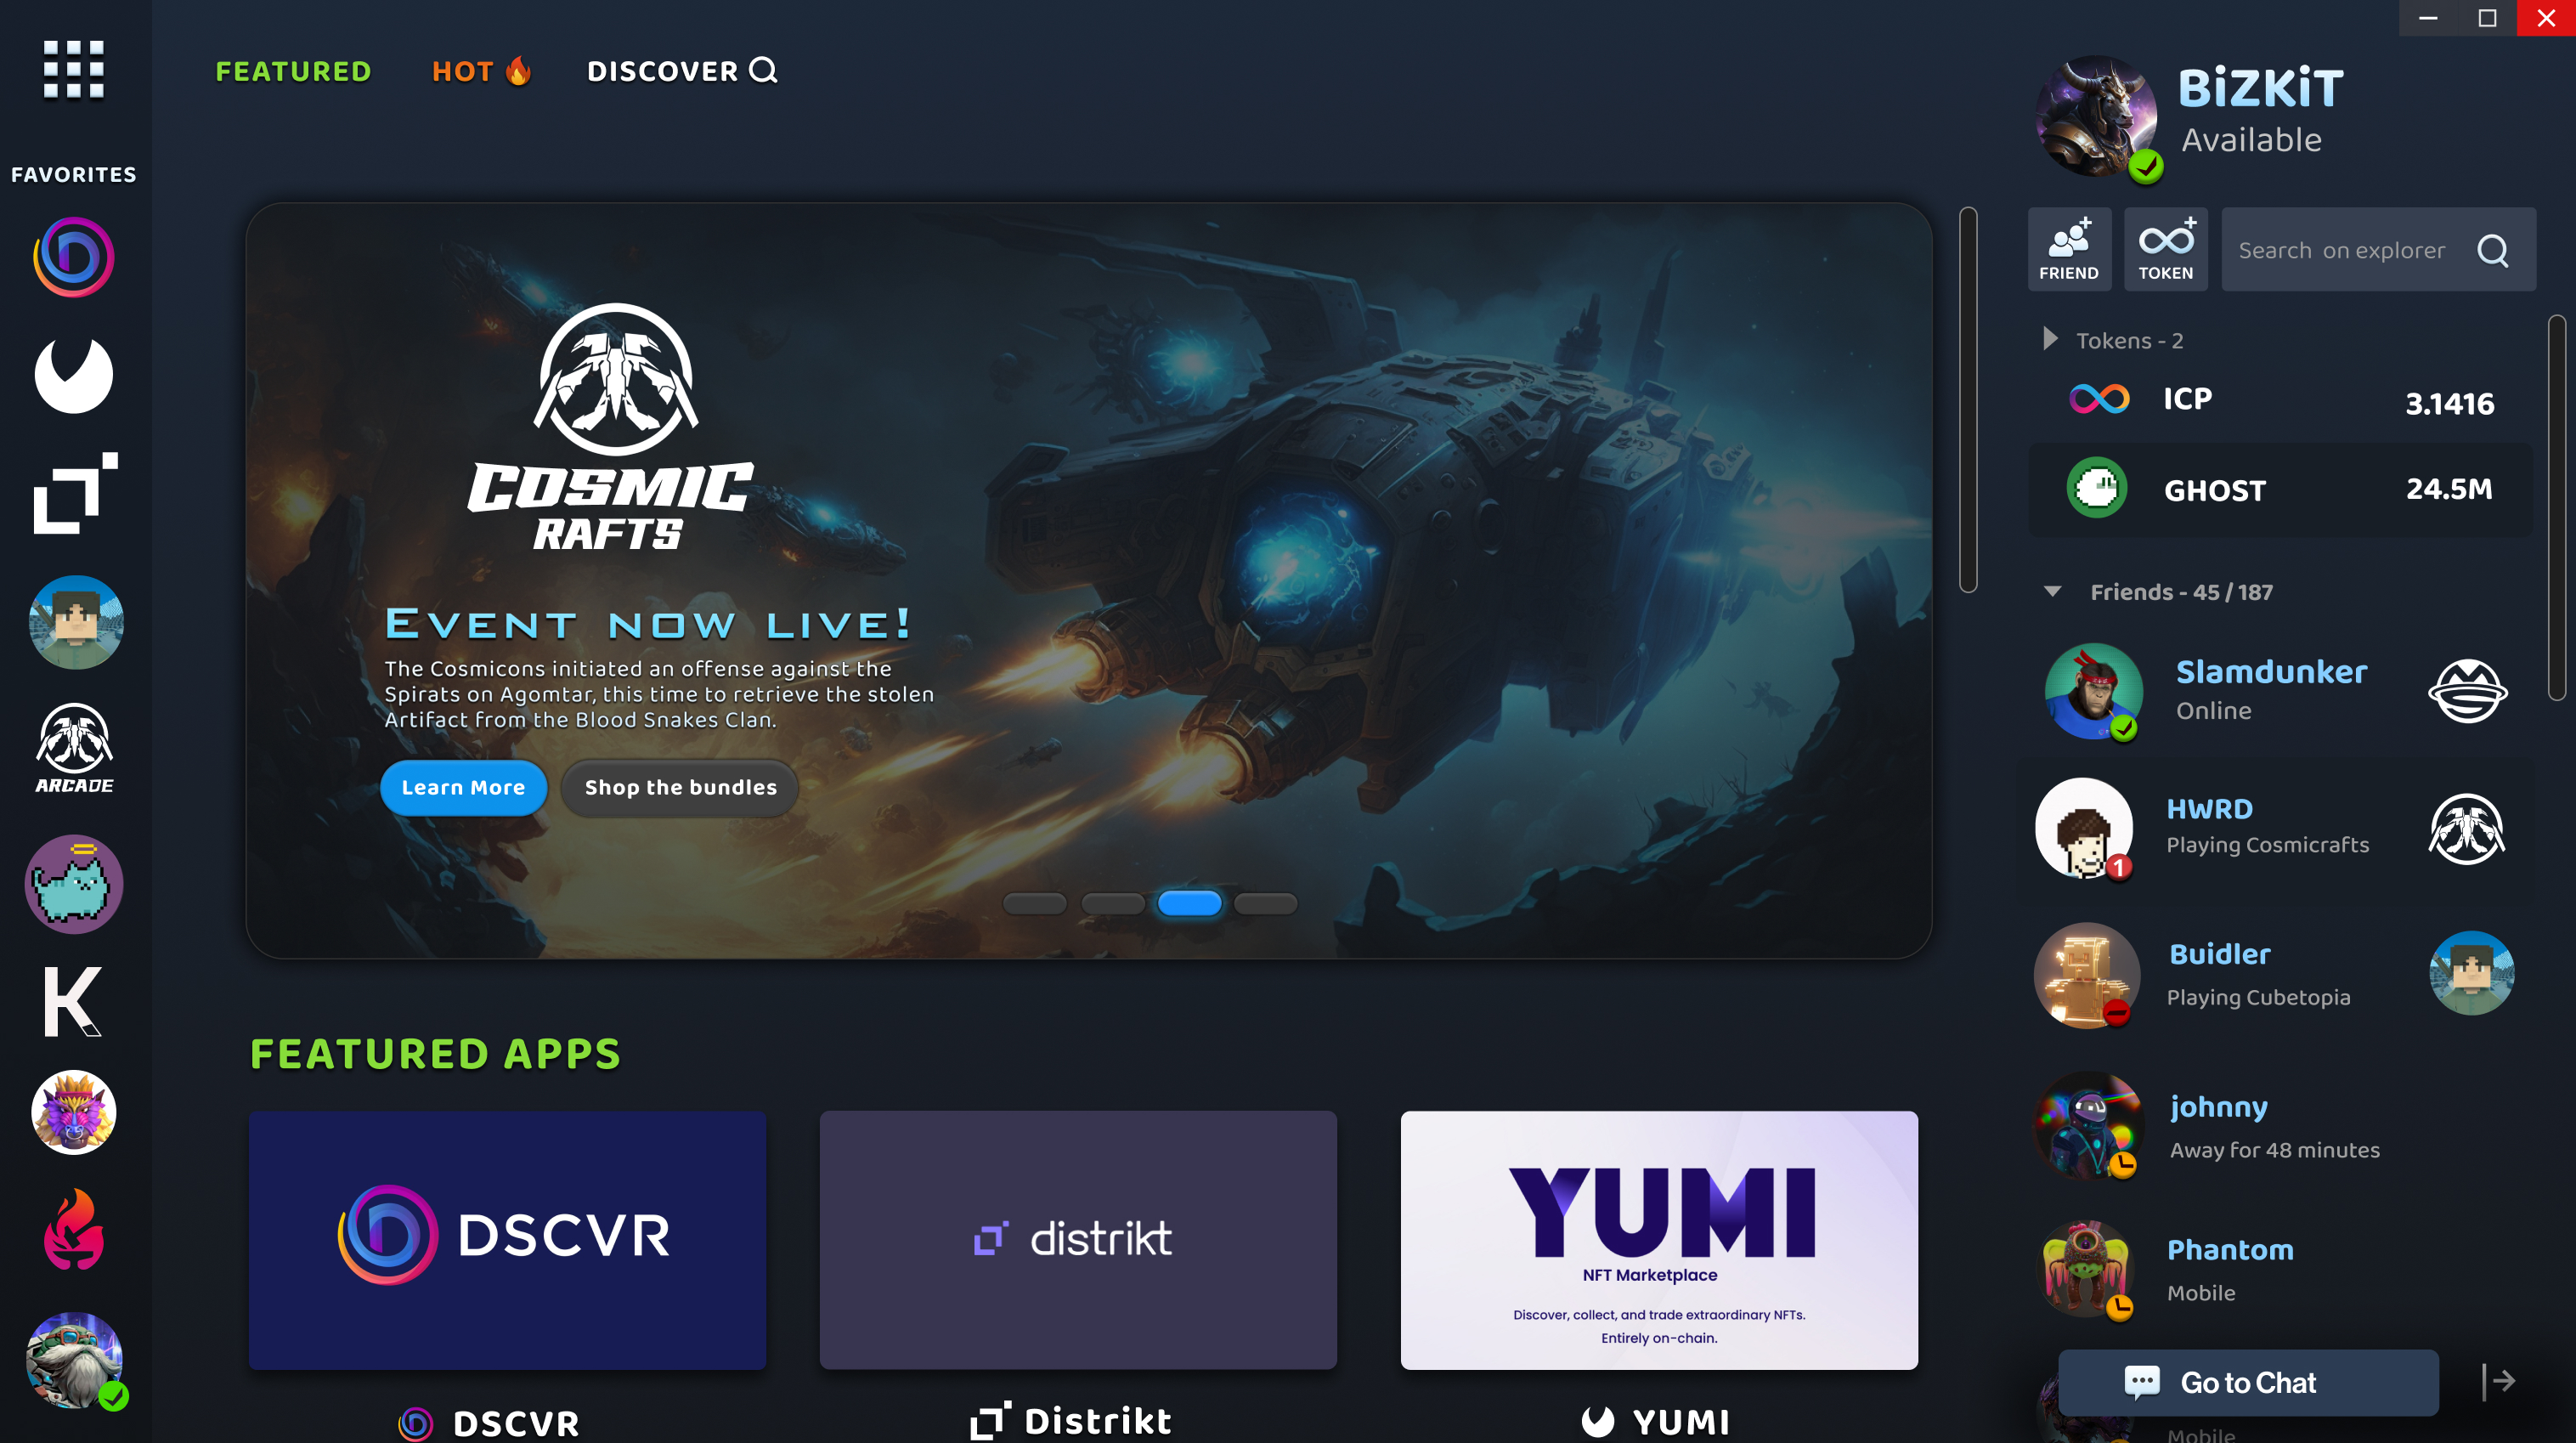 FAVORITES
ARCADE
FEATURED
HOT
DISCOVER
COSMIC
RAFTS
EVENT NOW LIVE!
The Cosmicons initiated an offense against the
Spirats on Agomtar, this time to retrieve the stolen
Artifact from the Blood Snakes Clan.
Learn More
Shop the bundles
FEATURED APPS
DSCVR
distrikt
YUMI
NFT Marketplace
Discover, collect, and trade extraordinary NFTs.
Entirely on-chain.
DSCVR
Distrikt
YUMI
BiZKiT
Available
FRIEND
TOKEN
Search on explorer
Tokens - 2
ICP
3.1416
GHOST
24.5M
Friends - 45 / 187
Slamdunker
Online
HWRD
Playing Cosmicrafts
1
Buidler
Playing Cubetopia
johnny
Away for 48 minutes
Phantom
Mobile
Go to Chat
Mobile